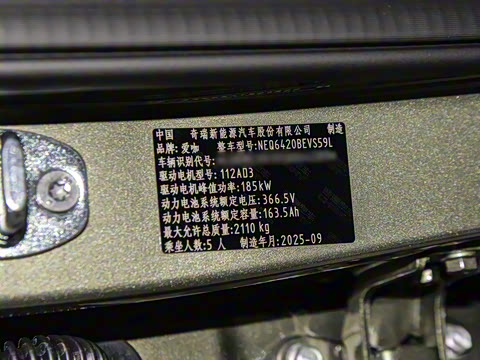 中国 奇瑞新能源汽车股份有限公司 制造
品牌:爱咖 整车型号:NEQ6420BEVS59L
车辆识别代号:
驱动电机型号:112AD3
驱动电机峰值功率:185kW
动力电池系统额定电压:366.5V
动力电池系统额定容量:163.5Ah
最大允许总质量:2110 kg
乘坐人数:5 人 制造年月:2025-09